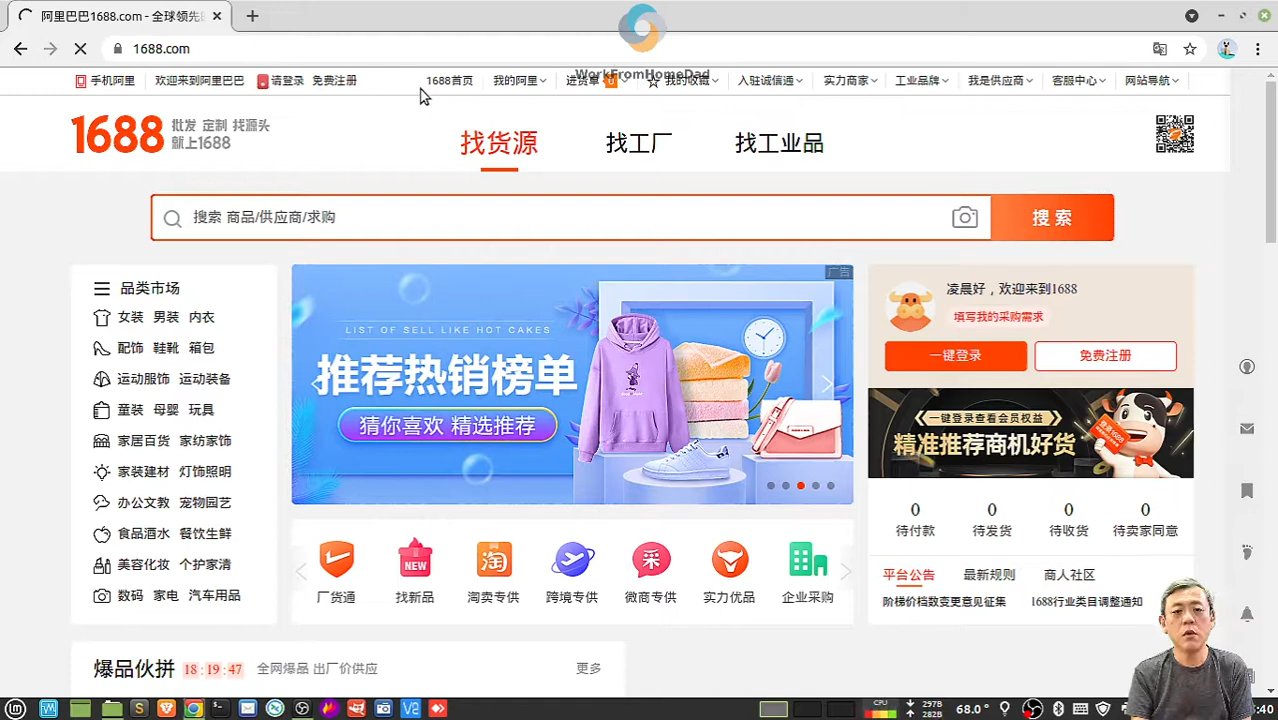 阿里巴巴1688.com - 全球领先
1688.com
WorkFromHomeDad
手机阿里 欢迎来到阿里巴巴 请登录 免费注册 1688首页 我的阿里 进货单 0 我的收藏 入驻诚信通 实力商家 工业品牌 我是供应商 客服中心 网站导航
1688 批发 定制 找源头
就上1688
找货源 找工厂 找工业品
搜索 商品/供应商/求购 搜 索
品类市场
女装 男装 内衣
配饰 鞋靴 箱包
运动服饰 运动装备
童装 母婴 玩具
家居百货 家纺家饰
家装建材 灯饰照明
办公文教 宠物园艺
食品酒水 餐饮生鲜
美容化妆 个护家清
数码 家电 汽车用品
广告
LIST OF SELL LIKE HOT CAKES
推荐热销榜单
猜你喜欢 精选推荐
凌晨好，欢迎来到1688
填写我的采购需求
一键登录 免费注册
一键登录查看会员权益
精准推荐商机好货
0 0 0 0
待付款 待发货 待收货 待卖家同意
平台公告 最新规则 商人社区
阶梯价档数变更意见征集 1688行业类目调整通知
NEW 淘 采
厂货通 找新品 淘卖专供 跨境专供 微商专供 实力优品 企业采购
爆品伙拼 18:19:47 全网爆品 出厂价供应 更多
CPU 297B
282B 68.0° :40